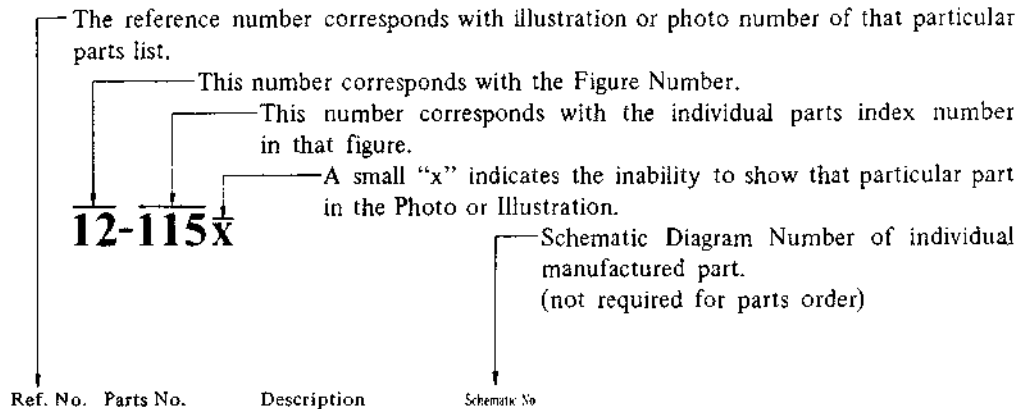 The reference number corresponds with illustration or photo number of that particular
parts list.
This number corresponds with the Figure Number.
This number corresponds with the individual parts index number
in that figure.
A small “x” indicates the inability to show that particular part
in the Photo or Illustration.
12-115x
Schematic Diagram Number of individual
manufactured part.
(not required for parts order)
Ref. No. Parts No. Description Schematic No